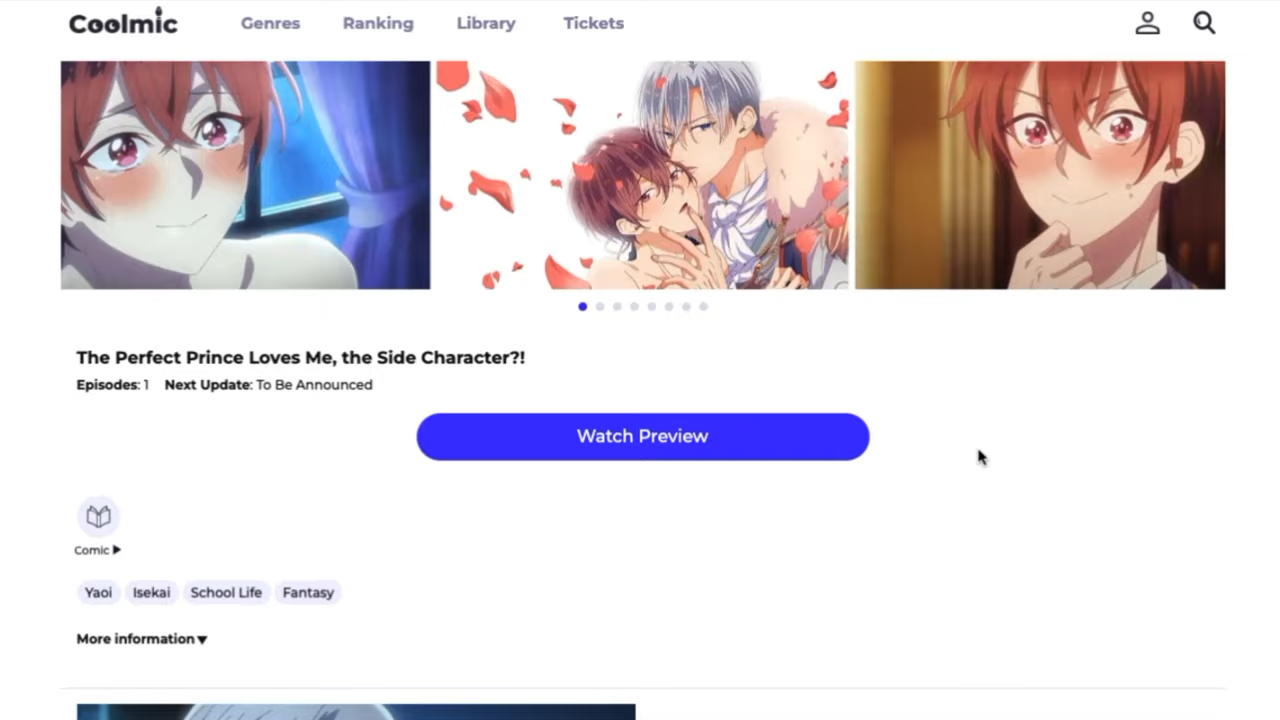 Coolmic Genres Ranking Library Tickets
The Perfect Prince Loves Me, the Side Character?!
Episodes: 1 Next Update: To Be Announced
Watch Preview
Comic ▶
Yaoi Isekai School Life Fantasy
More information ▼